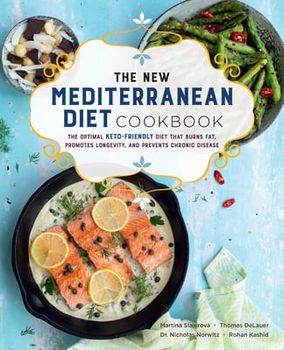 THE NEW
MEDITERRANEAN
DIET COOKBOOK
THE OPTIMAL KETO-FRIENDLY DIET THAT BURNS FAT,
PROMOTES LONGEVITY, AND PREVENTS CHRONIC DISEASE
Martina Slajerova • Thomas DeLauer
Dr. Nicholas Norwitz • Rohan Kashid